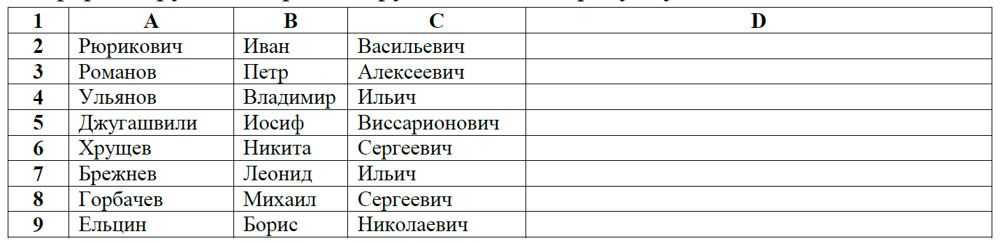 1 A B C D
2 Рюрикович Иван Васильевич
3 Романов Петр Алексеевич
4 Ульянов Владимир Ильич
5 Джугашвили Иосиф Виссарионович
6 Хрущев Никита Сергеевич
7 Брежнев Леонид Ильич
8 Горбачев Михаил Сергеевич
9 Ельцин Борис Николаевич